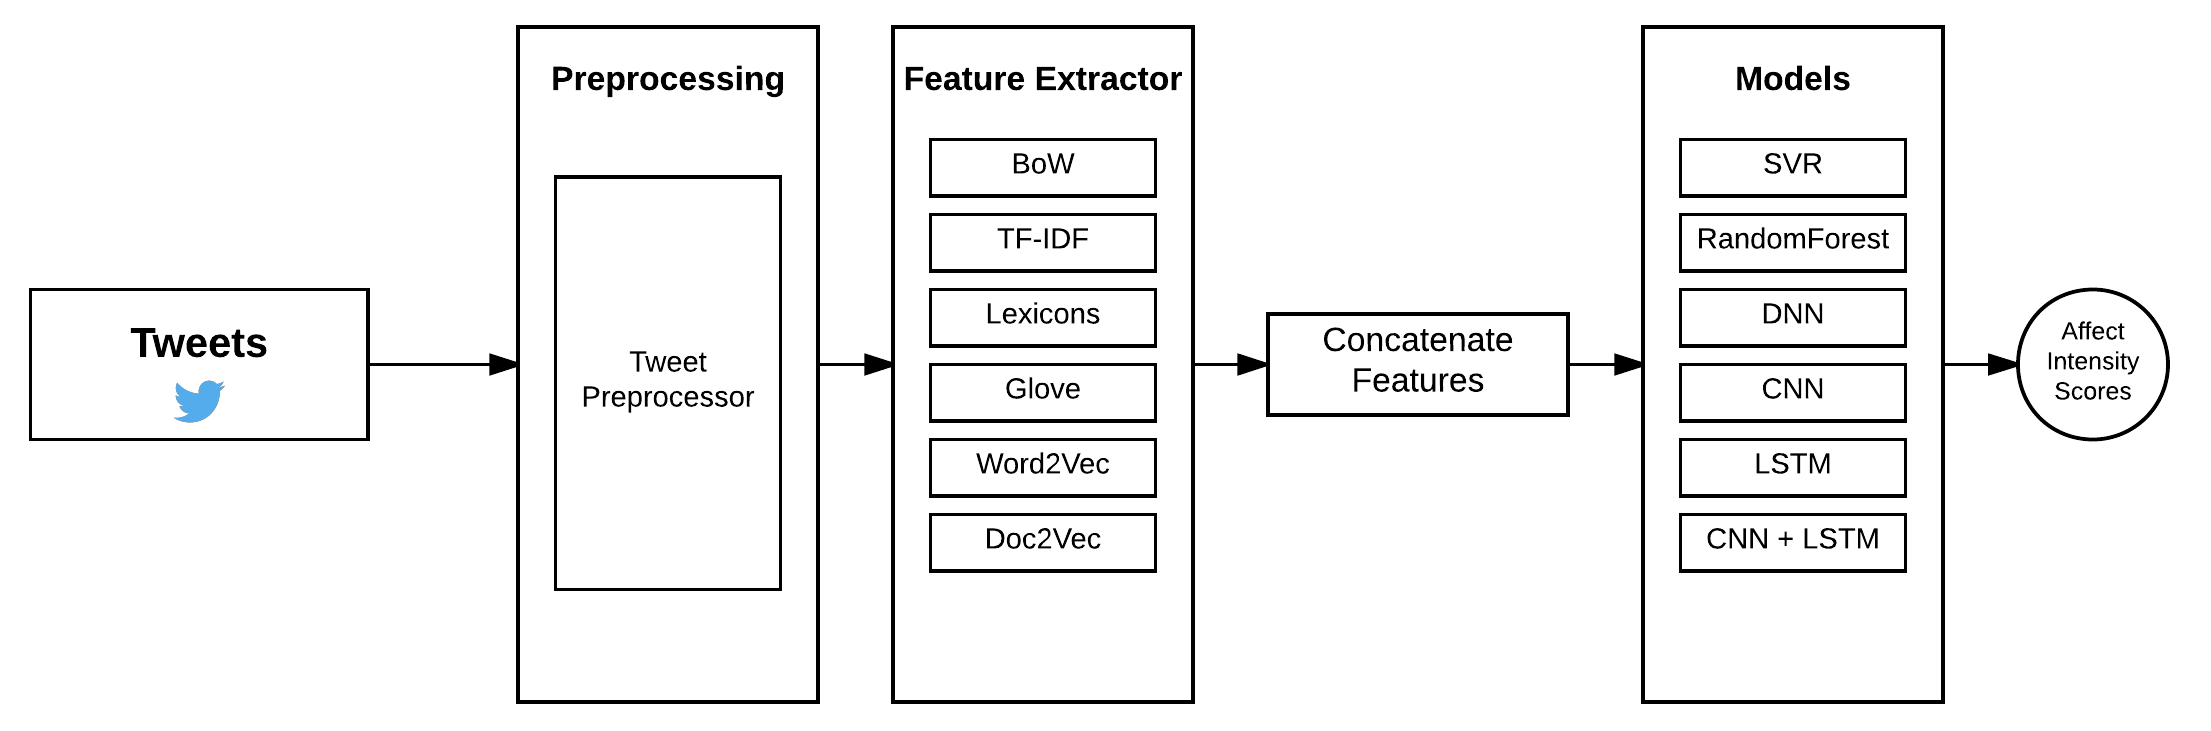 Tweets
Preprocessing
Tweet
Preprocessor
Feature Extractor
BoW
TF-IDF
Lexicons
Glove
Word2Vec
Doc2Vec
Concatenate
Features
Models
SVR
RandomForest
DNN
CNN
LSTM
CNN + LSTM
Affect
Intensity
Scores